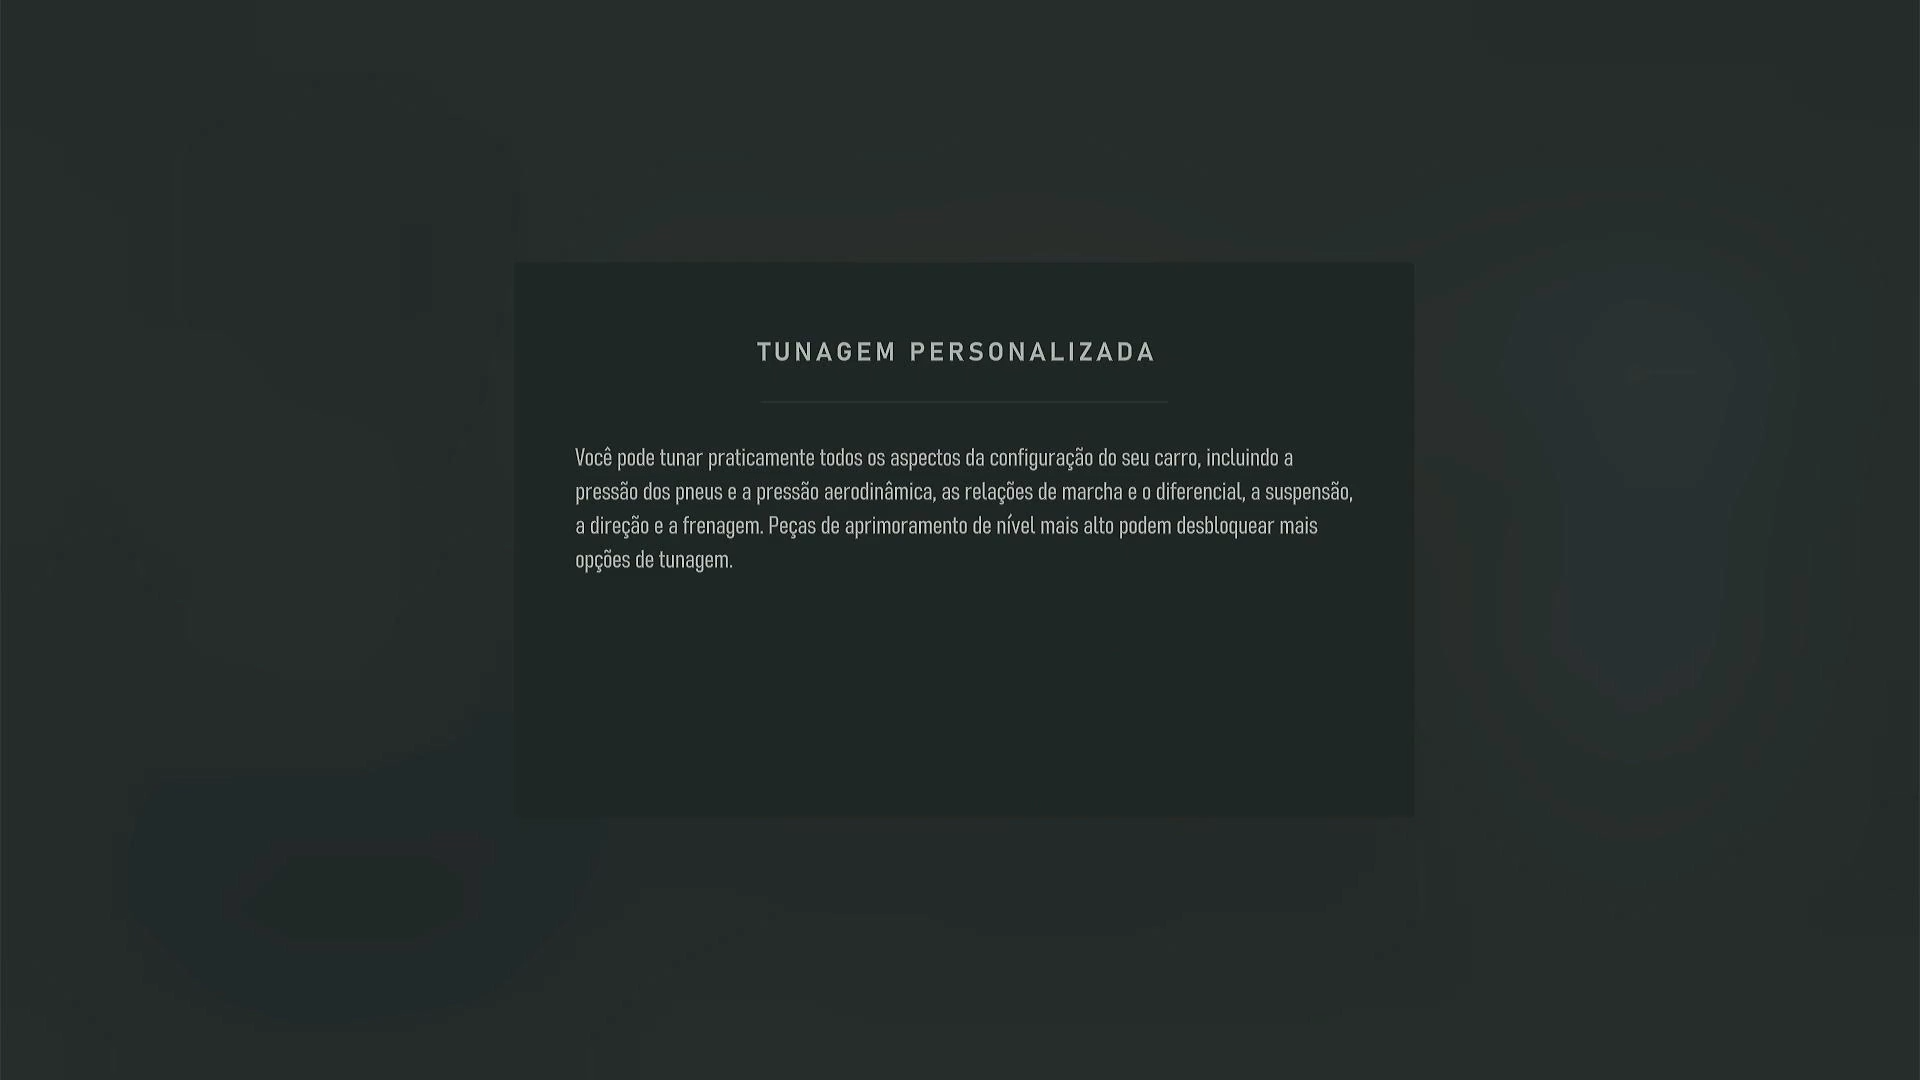 TUNAGEM PERSONALIZADA
Você pode tunar praticamente todos os aspectos da configuração do seu carro, incluindo a
pressão dos pneus e a pressão aerodinâmica, as relações de marcha e o diferencial, a suspensão,
a direção e a frenagem. Peças de aprimoramento de nível mais alto podem desbloquear mais
opções de tunagem.